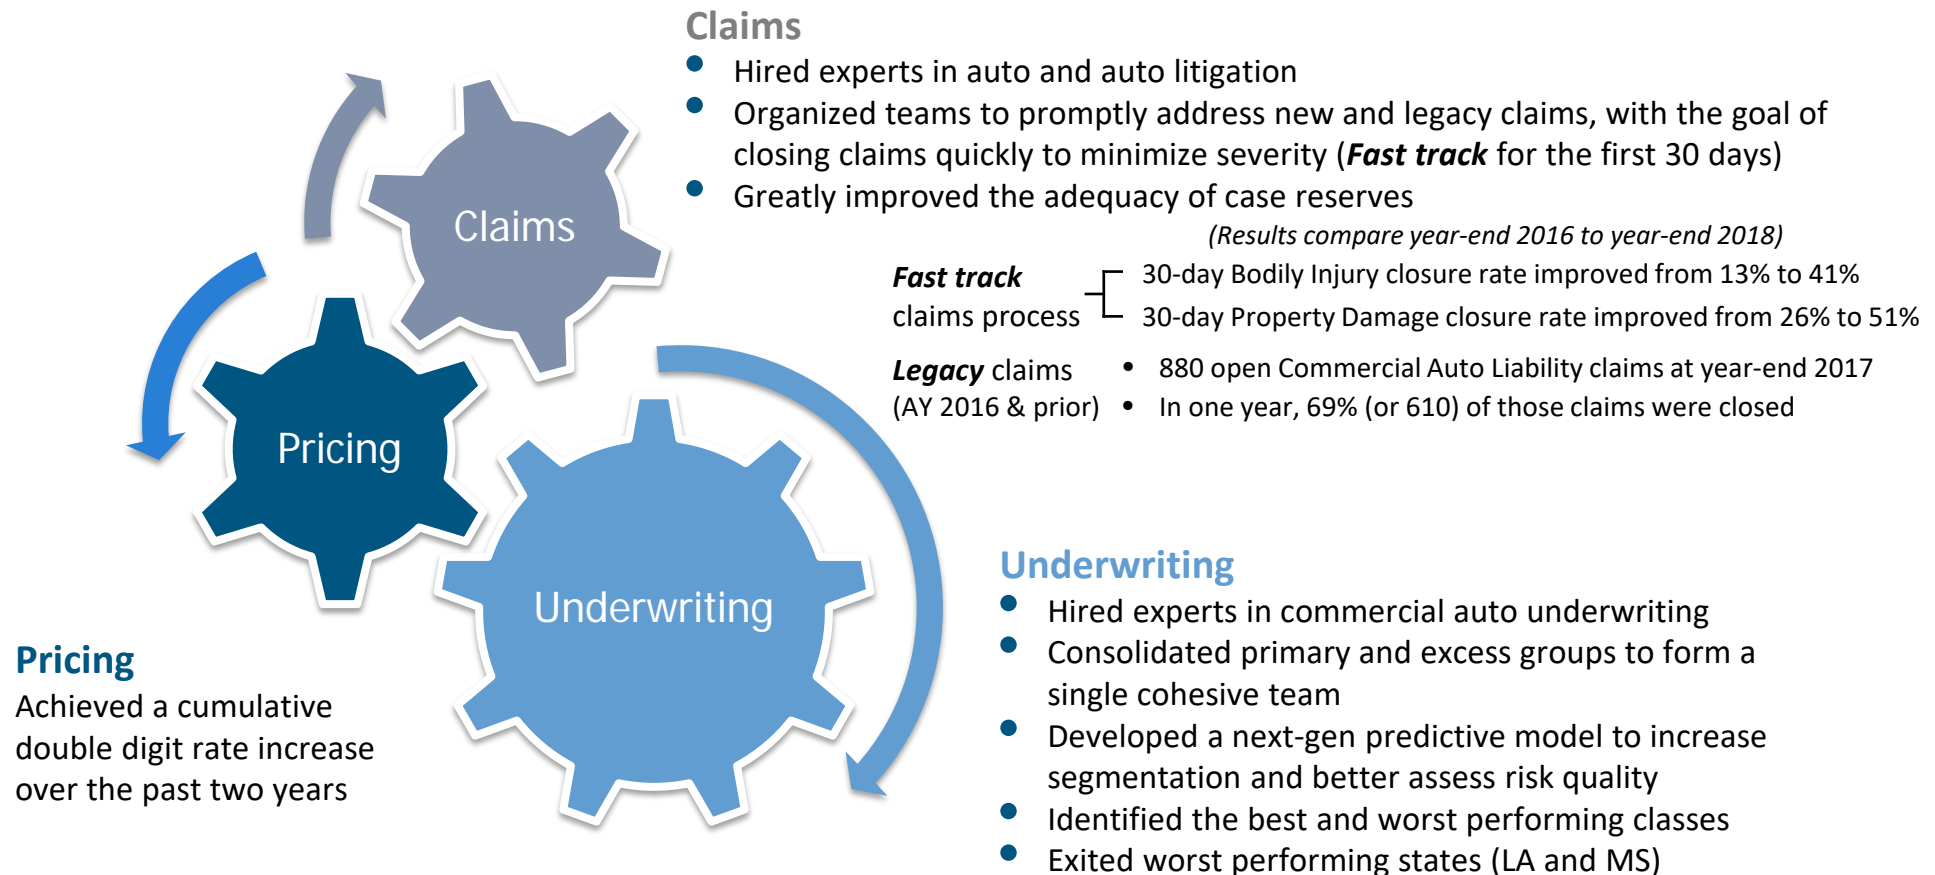 Claims
• Hired experts in auto and auto litigation
• Organized teams to promptly address new and legacy claims, with the goal of
closing claims quickly to minimize severity (Fast track for the first 30 days)
• Greatly improved the adequacy of case reserves
(Results compare year-end 2016 to year-end 2018)
Fast track
claims process
30-day Bodily Injury closure rate improved from 13% to 41%
30-day Property Damage closure rate improved from 26% to 51%
Legacy claims
(AY 2016 & prior)
• 880 open Commercial Auto Liability claims at year-end 2017
• In one year, 69% (or 610) of those claims were closed
Claims
Pricing
Underwriting
Pricing
Achieved a cumulative
double digit rate increase
over the past two years
Underwriting
• Hired experts in commercial auto underwriting
• Consolidated primary and excess groups to form a
single cohesive team
• Developed a next-gen predictive model to increase
segmentation and better assess risk quality
• Identified the best and worst performing classes
• Exited worst performing states (LA and MS)